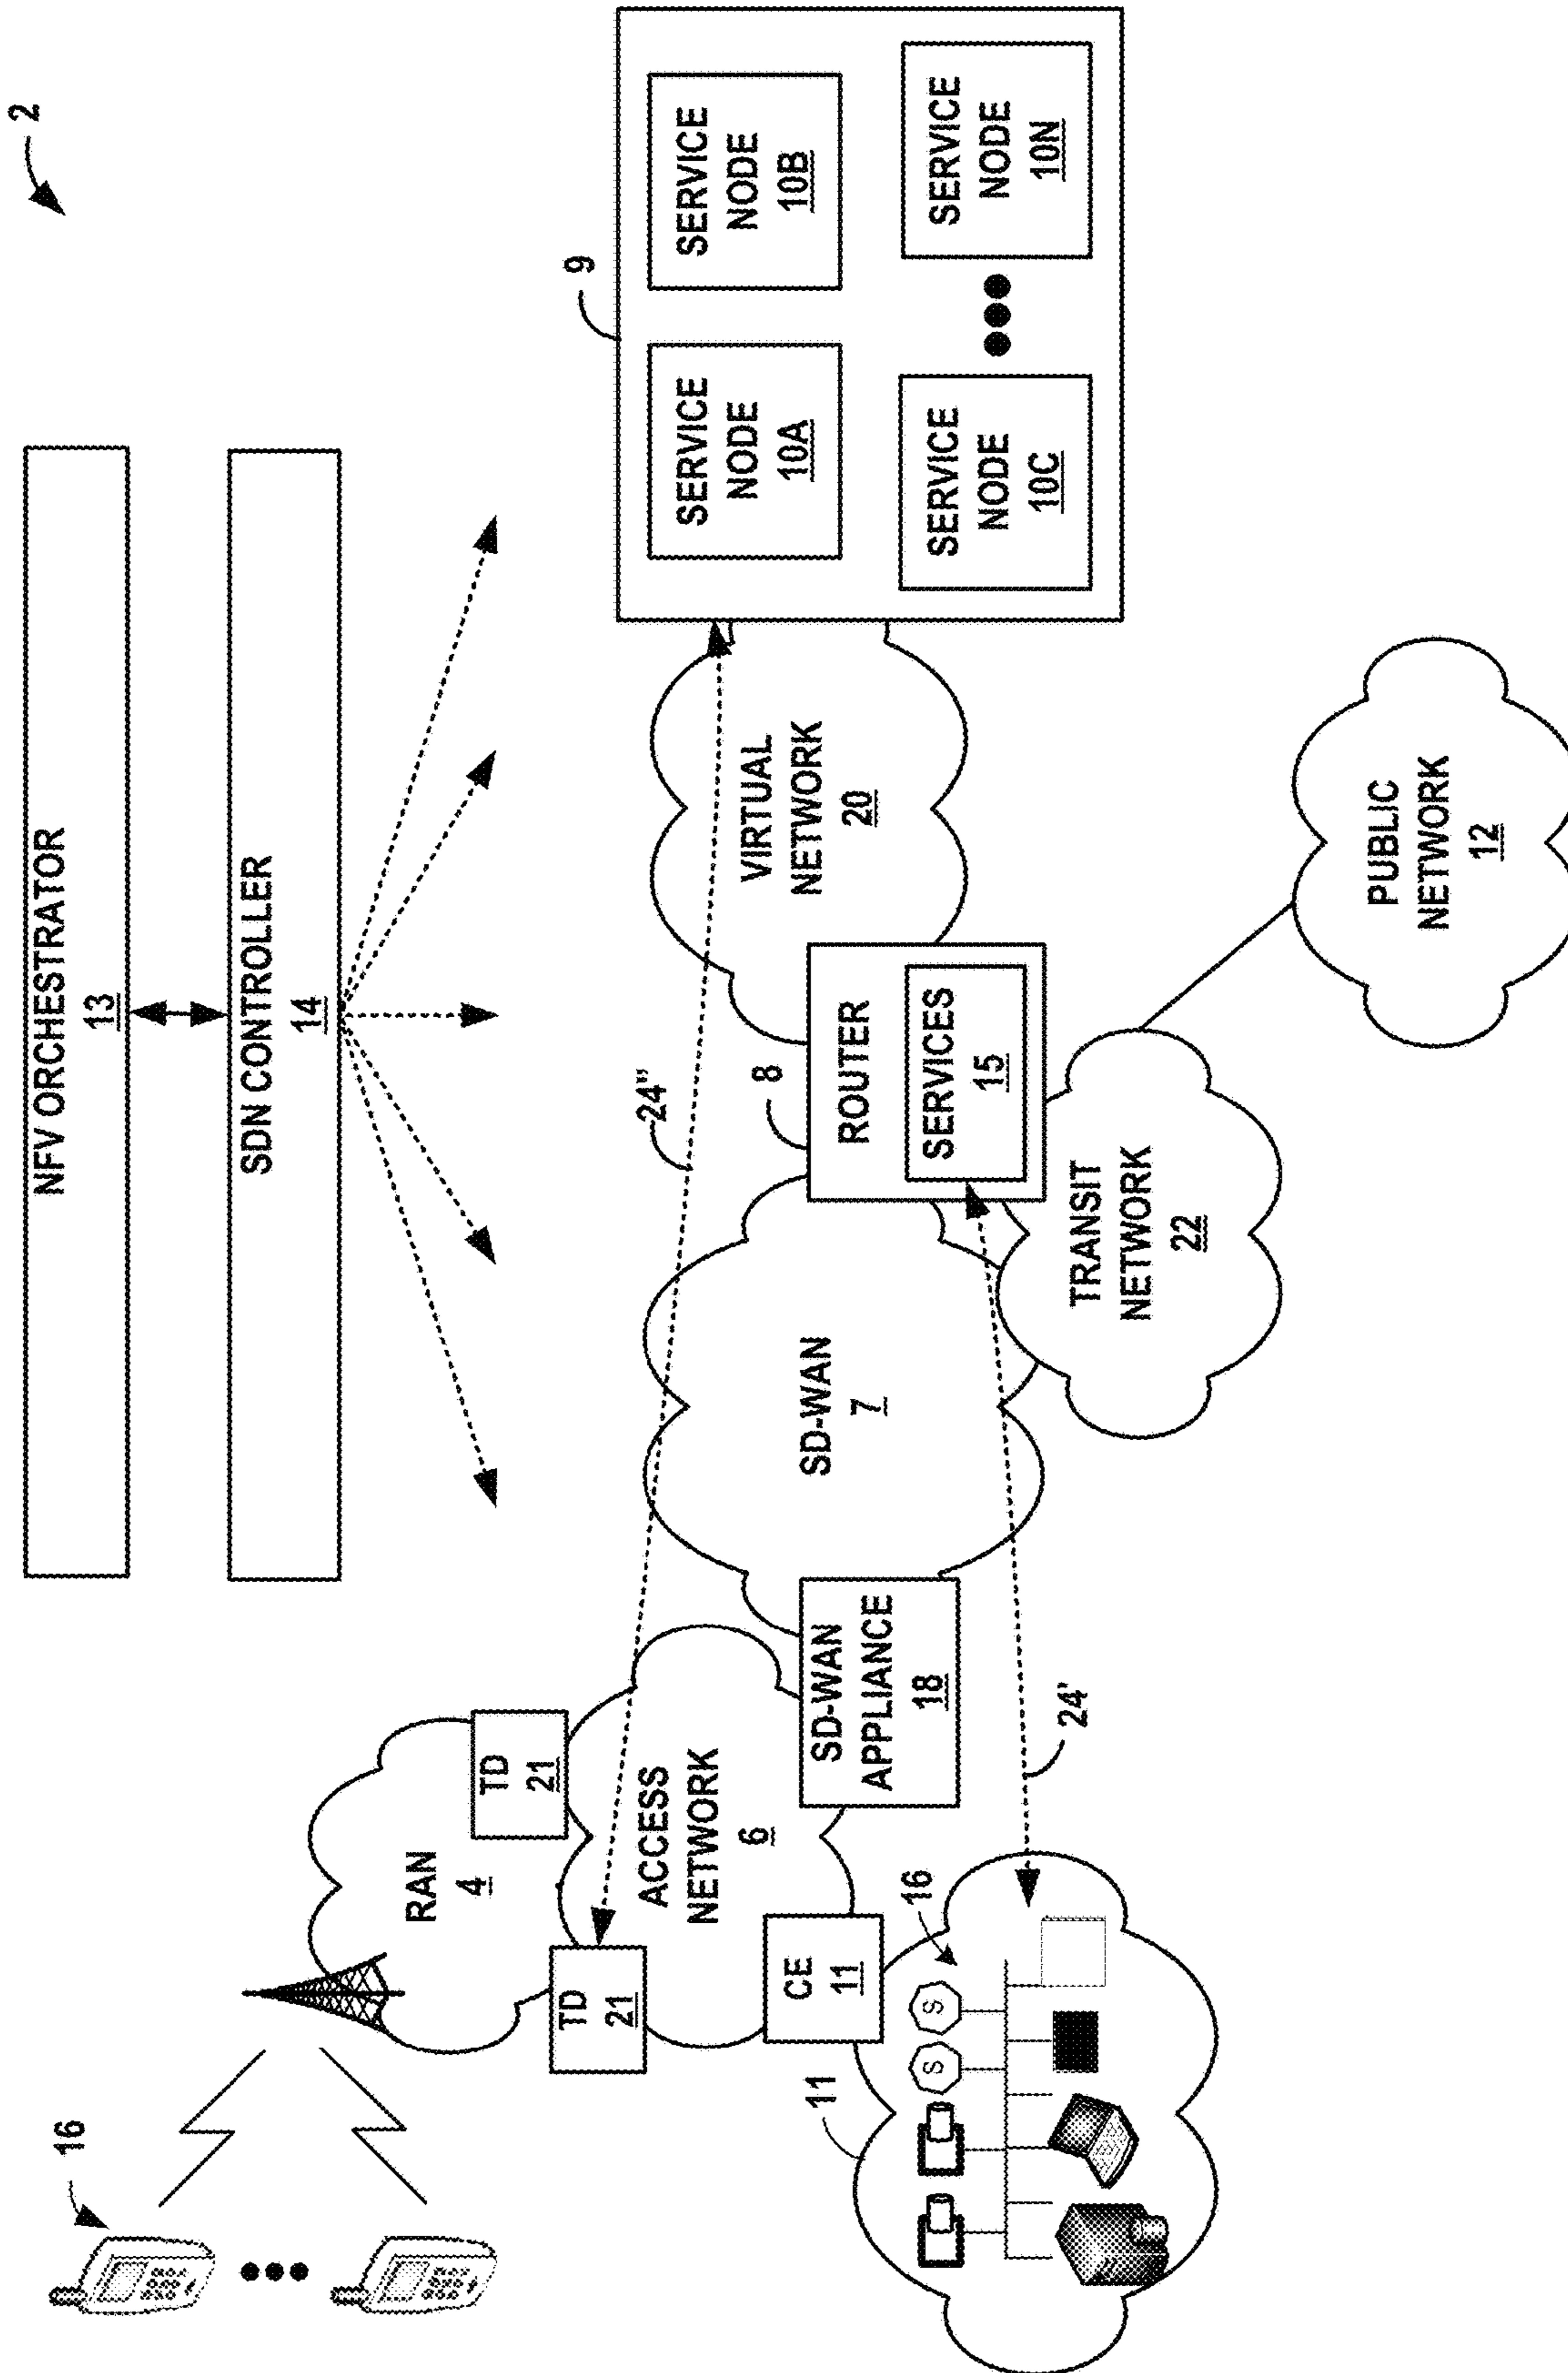 2
NFV ORCHESTRATOR
13
SDN CONTROLLER
14
16
RAN
4
TD
21
TD
21
ACCESS
NETWORK
6
CE
11
11
16
S
S
SD-WAN
APPLIANCE
18
24'
24"
SD-WAN
7
8
ROUTER
SERVICES
15
TRANSIT
NETWORK
22
VIRTUAL
NETWORK
20
PUBLIC
NETWORK
12
9
SERVICE
NODE
10A
SERVICE
NODE
10B
SERVICE
NODE
10C
SERVICE
NODE
10N